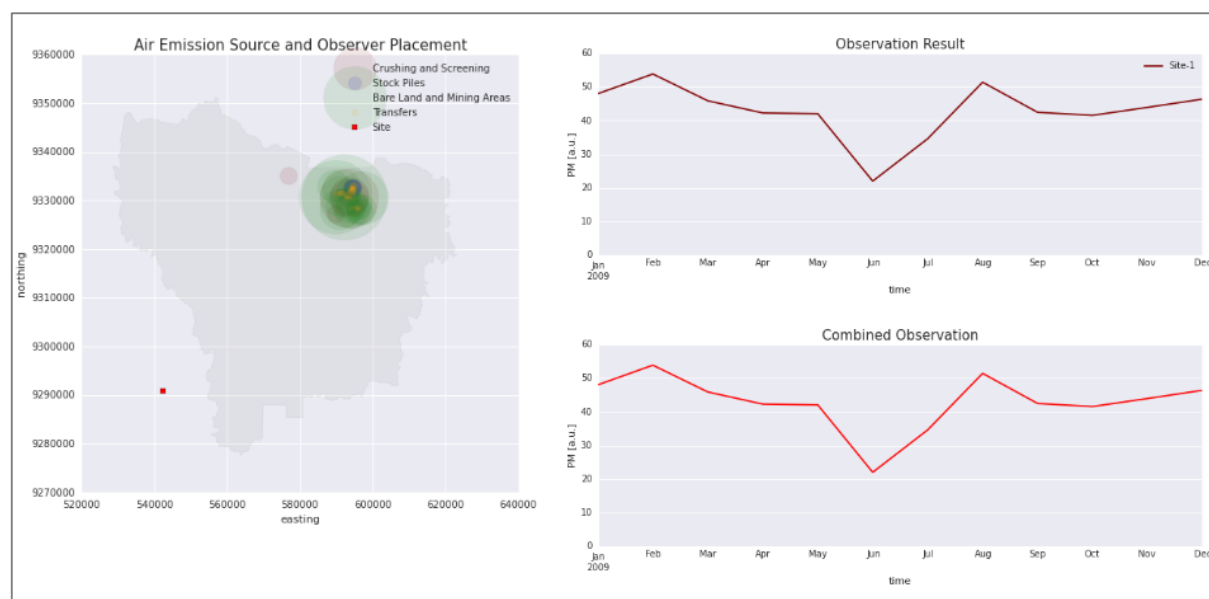 Air Emission Source and Observer Placement
9360000
9350000
9340000
9330000
9320000
9310000
9300000
9290000
9280000
9270000
northing
520000 540000 560000 580000 600000 620000 640000
easting
Crushing and Screening
Stock Piles
Bare Land and Mining Areas
Transfers
Site
Observation Result
60
50
40
30
20
10
0
PM [a.u.]
Site-1
Jan Feb Mar Apr May Jun Jul Aug Sep Oct Nov Dec
2009
time
Combined Observation
60
50
40
30
20
10
0
PM [a.u.]
Jan Feb Mar Apr May Jun Jul Aug Sep Oct Nov Dec
2009
time